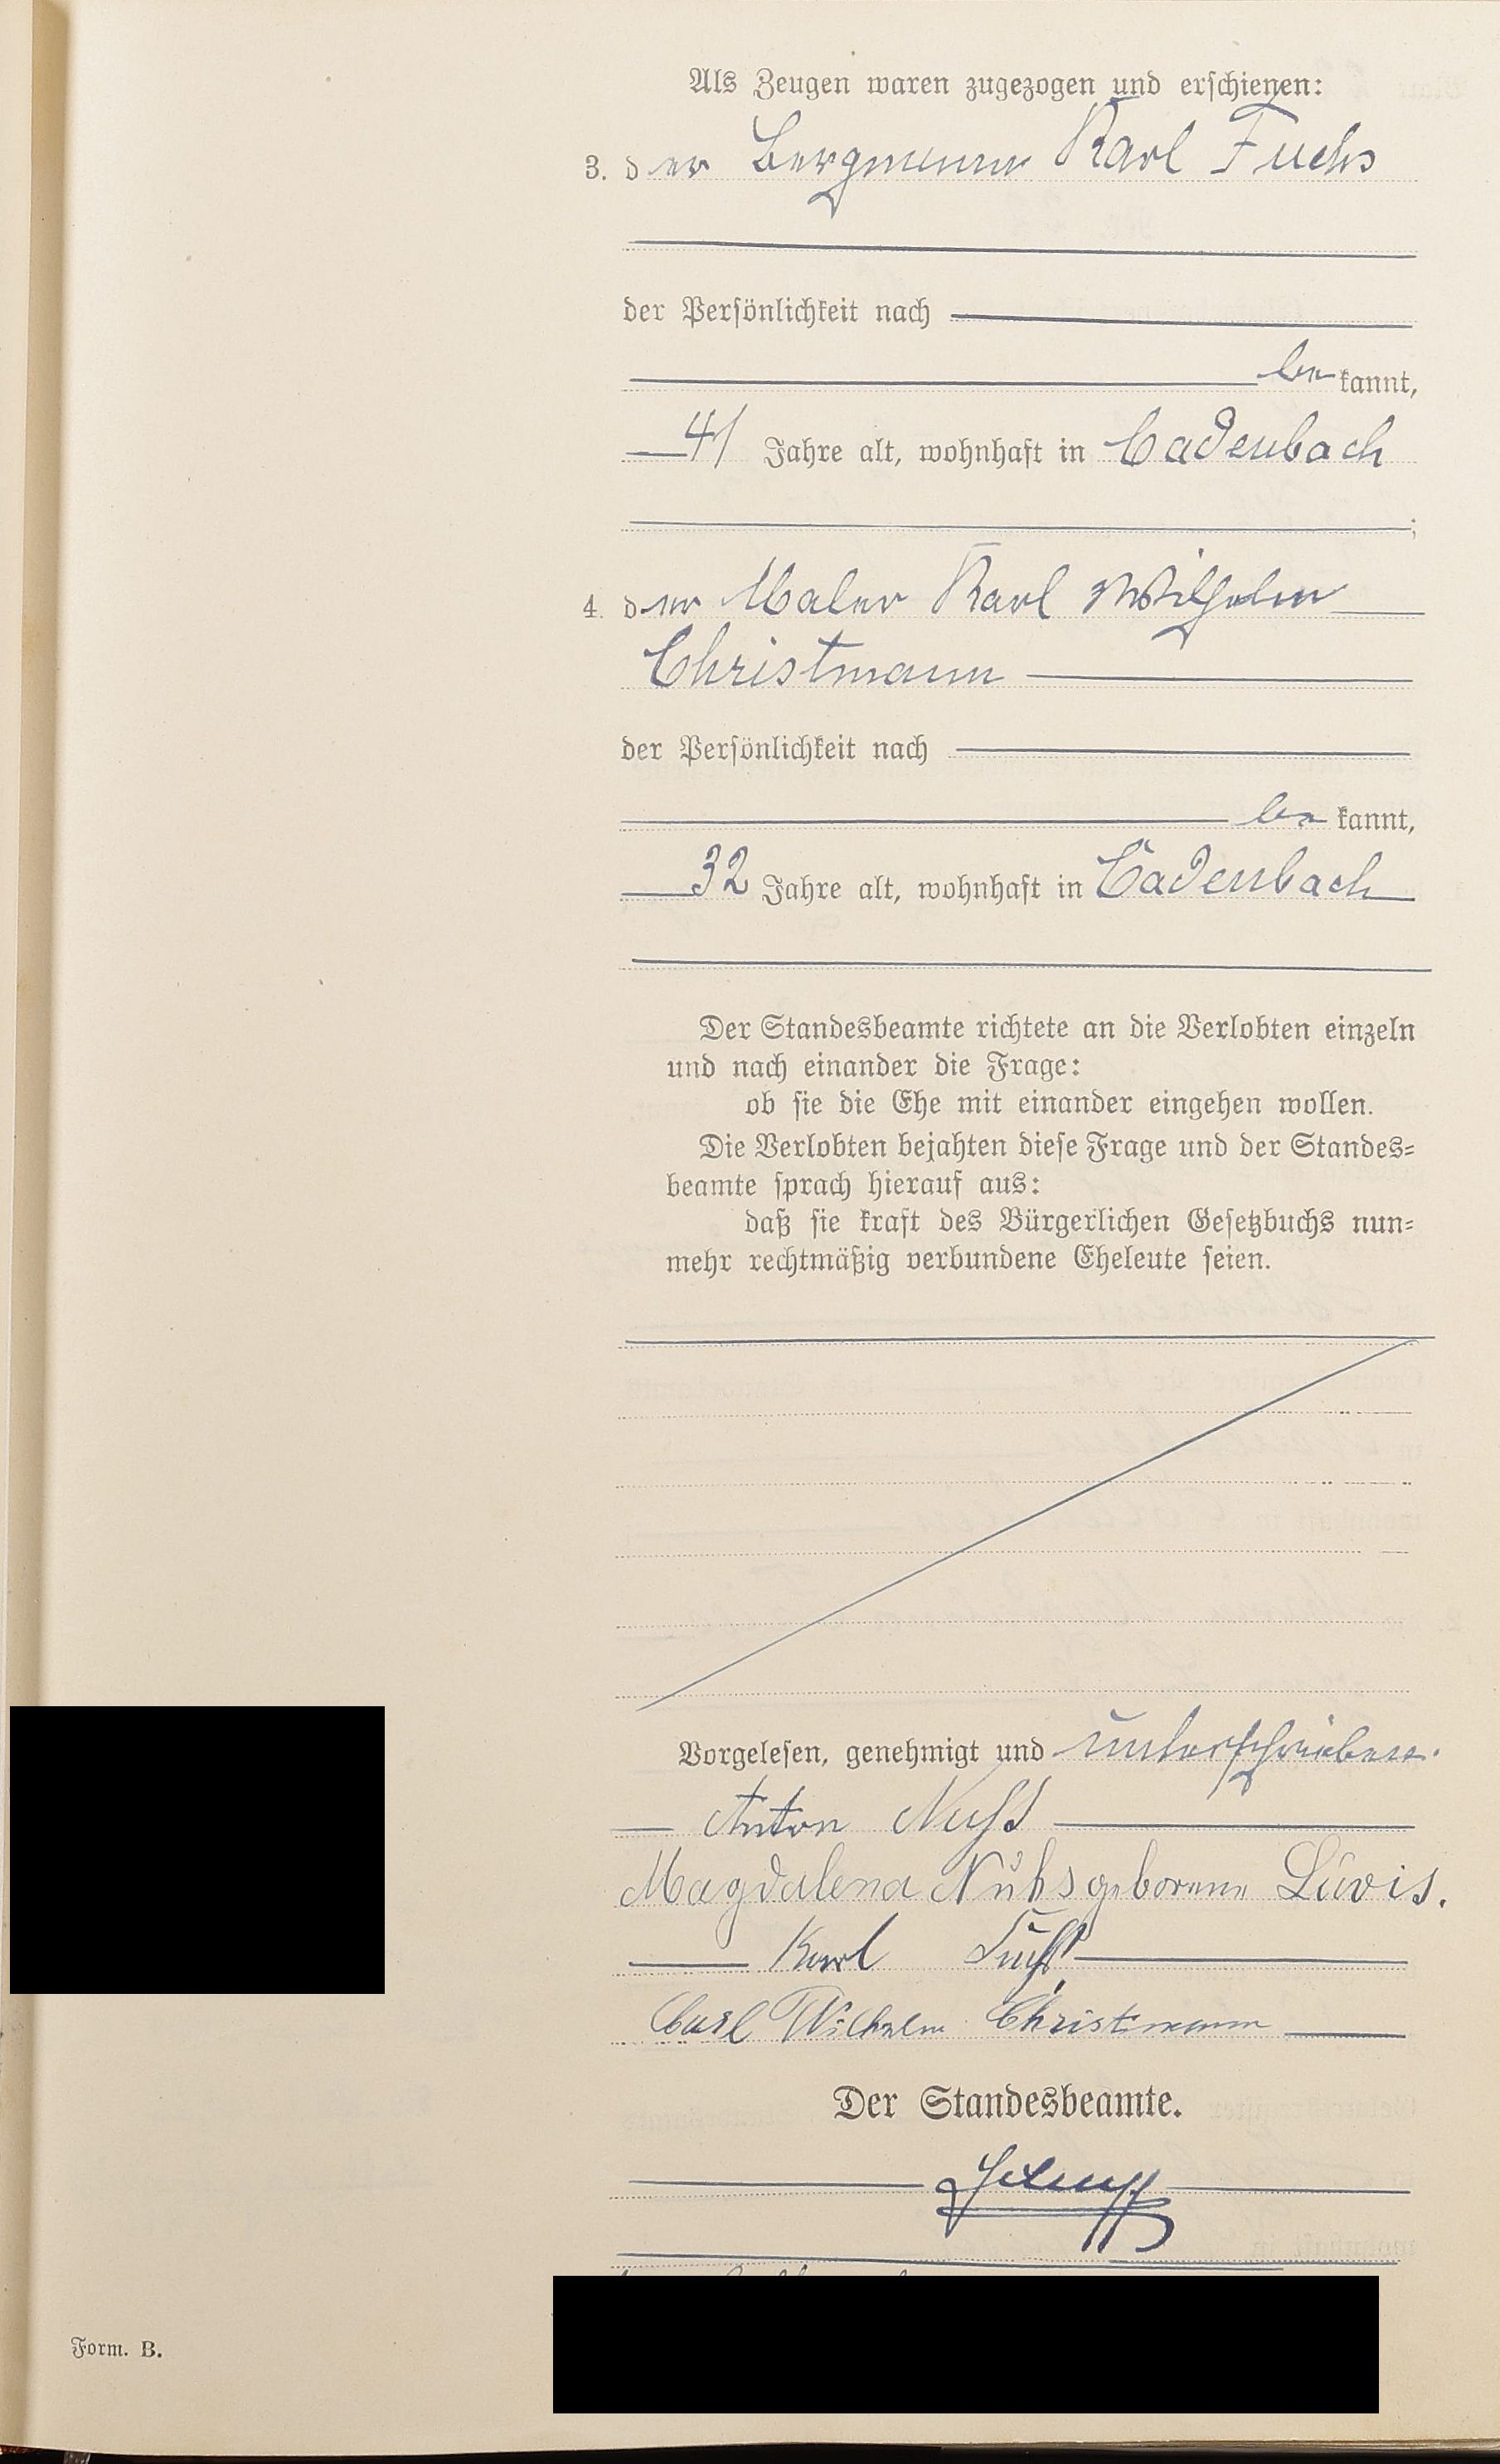 Als Zeugen waren zugezogen und erschienen:
3. der Bergmann Karl Fuchs
der Persönlichkeit nach
bekannt,
41 Jahre alt, wohnhaft in Cadenbach
;
4. der Maler Karl Wilhelm
Christmann
der Persönlichkeit nach
bekannt,
32 Jahre alt, wohnhaft in Cadenbach
Der Standesbeamte richtete an die Verlobten einzeln
und nach einander die Frage:
ob sie die Ehe mit einander eingehen wollen.
Die Verlobten bejahten diese Frage und der Standes-
beamte sprach hierauf aus:
daß sie kraft des Bürgerlichen Gesetzbuchs nun-
mehr rechtmäßig verbundene Eheleute seien.
Vorgelesen, genehmigt und unterschrieben.
Anton Nuß
Magdalena Nuhs geborene Lüvis.
Karl Fuchs
Carl Wilhelm Christmann
Der Standesbeamte.
Form. B.